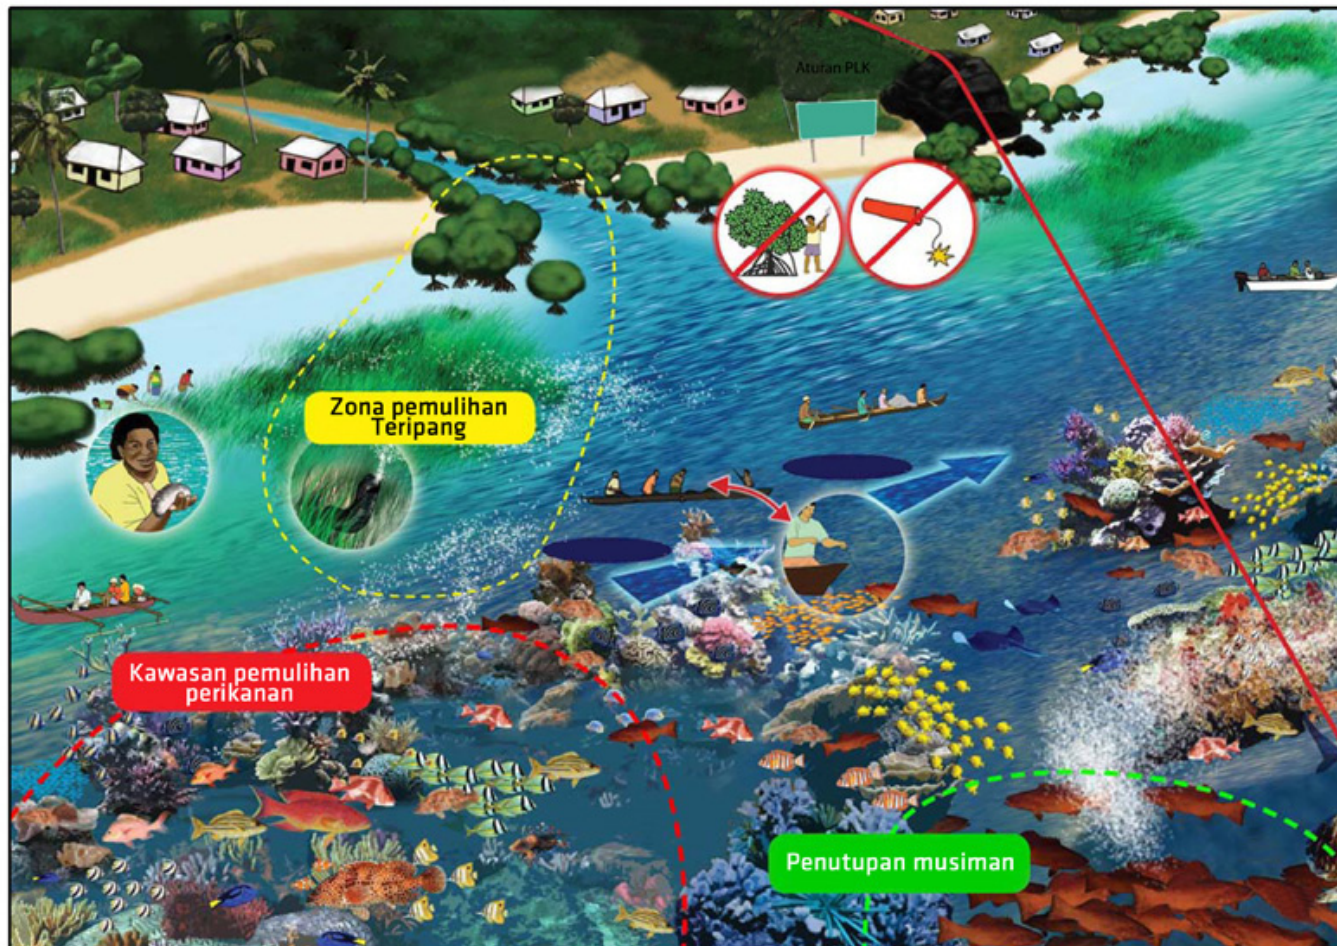 Aturan PLK
Zona pemulihan
Teripang
Kawasan pemulihan
perikanan
Penutupan musiman